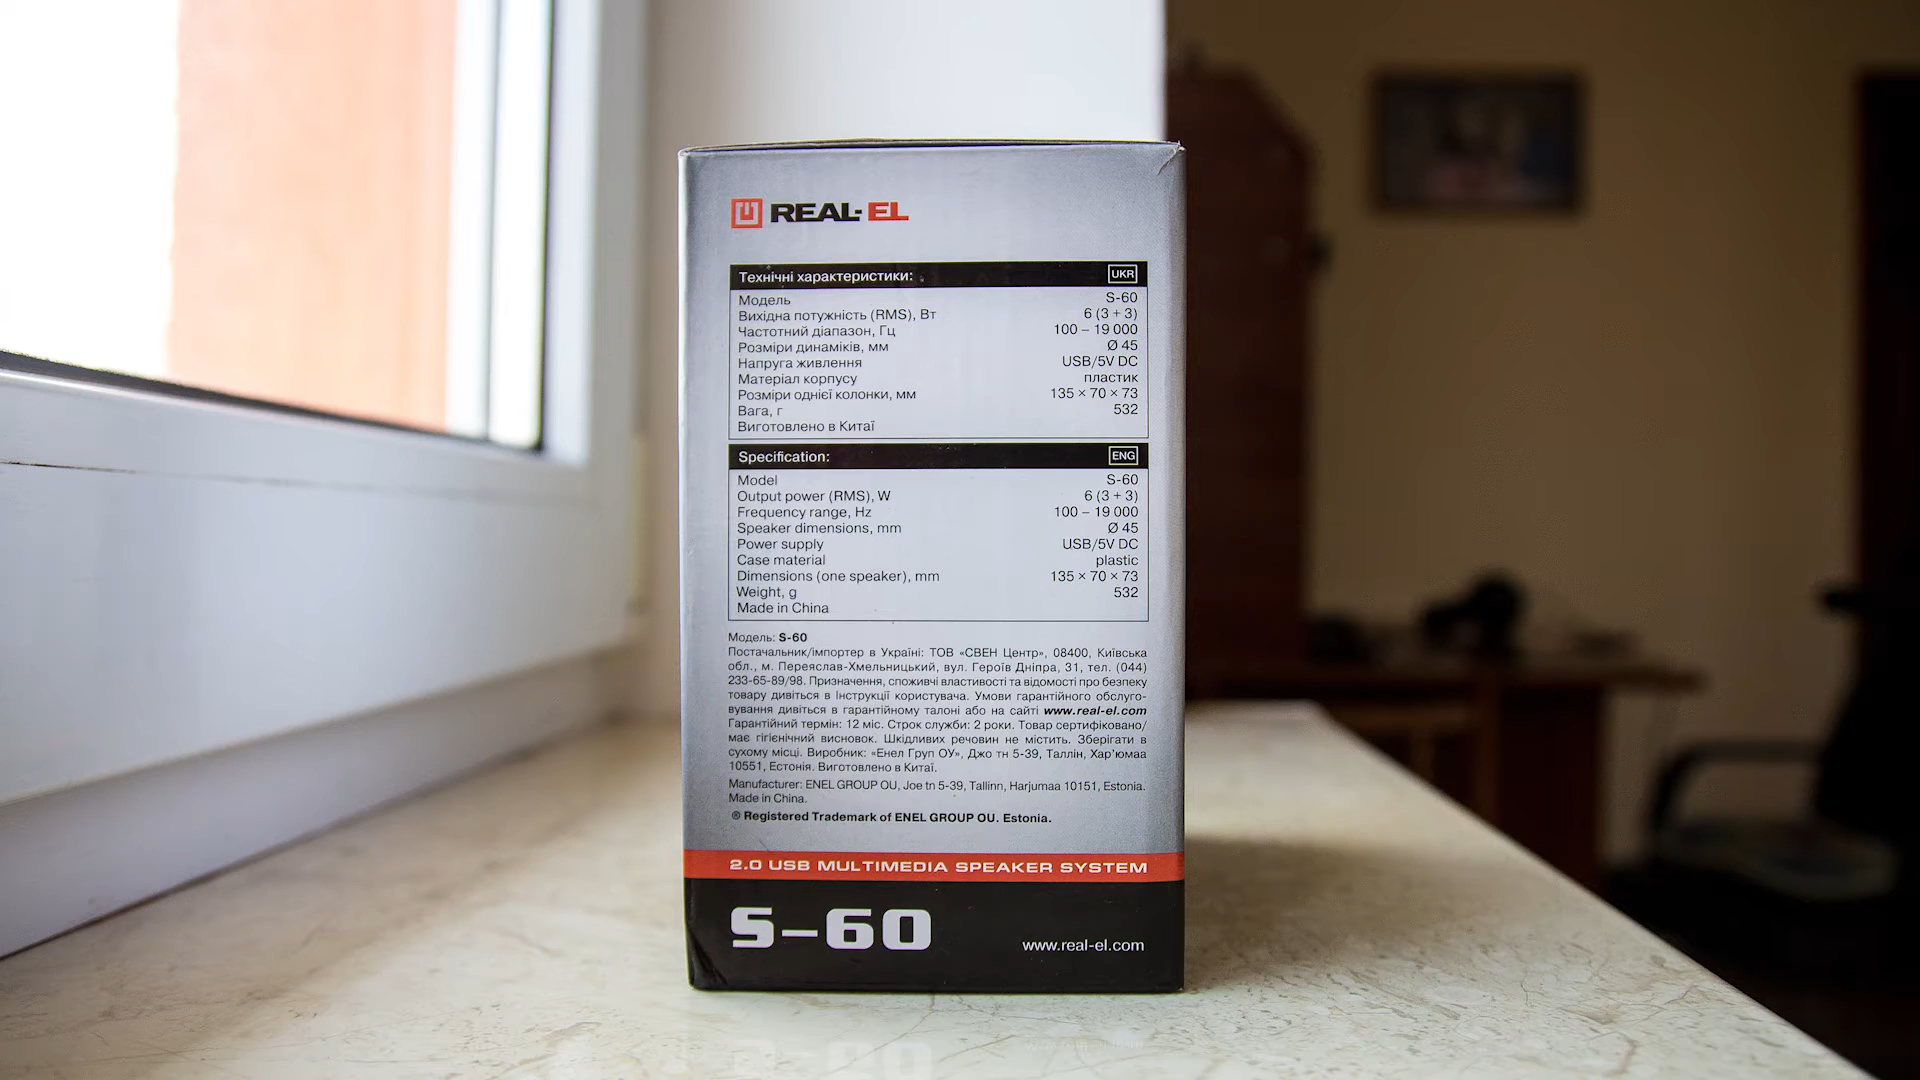 REAL-EL
Технічні характеристики: UKR
Модель S-60
Вихідна потужність (RMS), Вт 6 (3 + 3)
Частотний діапазон, Гц 100 – 19 000
Розміри динаміків, мм Ø 45
Напруга живлення USB/5V DC
Матеріал корпусу пластик
Розміри однієї колонки, мм 135 × 70 × 73
Вага, г 532
Виготовлено в Китаї
Specification: ENG
Model S-60
Output power (RMS), W 6 (3 + 3)
Frequency range, Hz 100 – 19 000
Speaker dimensions, mm Ø 45
Power supply USB/5V DC
Case material plastic
Dimensions (one speaker), mm 135 × 70 × 73
Weight, g 532
Made in China
Модель: S-60
Постачальник/імпортер в Україні: ТОВ «СВЕН Центр», 08400, Київська
обл., м. Переяслав-Хмельницький, вул. Героїв Дніпра, 31, тел. (044)
233-65-89/98. Призначення, споживчі властивості та відомості про безпеку
товару дивіться в Інструкції користувача. Умови гарантійного обслуго-
вування дивіться в гарантійному талоні або на сайті www.real-el.com
Гарантійний термін: 12 міс. Строк служби: 2 роки. Товар сертифіковано/
має гігієнічний висновок. Шкідливих речовин не містить. Зберігати в
сухому місці. Виробник: «Енел Груп ОУ», Джо тн 5-39, Таллін, Хар’юмаа
10551, Естонія. Виготовлено в Китаї.
Manufacturer: ENEL GROUP OU, Joe tn 5-39, Tallinn, Harjumaa 10151, Estonia.
Made in China.
® Registered Trademark of ENEL GROUP OU. Estonia.
2.0 USB MULTIMEDIA SPEAKER SYSTEM
S-60
www.real-el.com